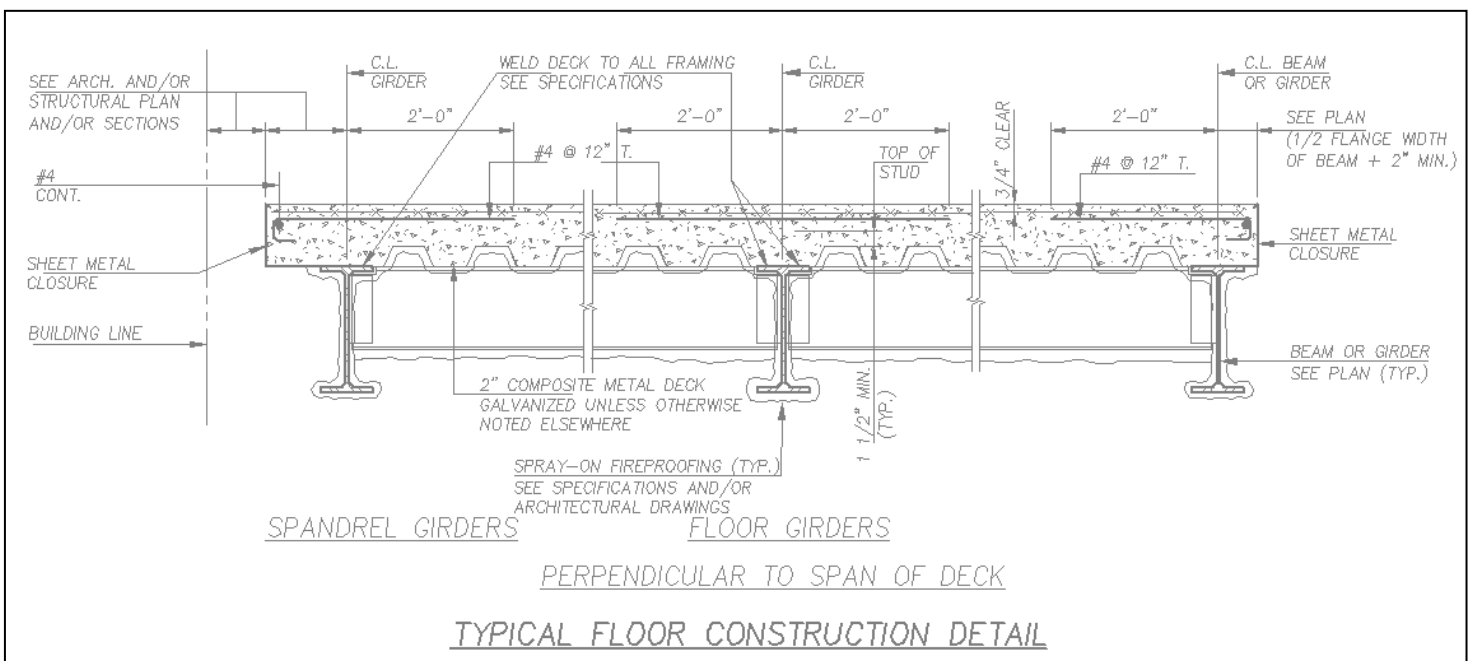 C.L.
GIRDER
WELD DECK TO ALL FRAMING
SEE SPECIFICATIONS
C.L.
GIRDER
C.L. BEAM
OR GIRDER
SEE ARCH. AND/OR
STRUCTURAL PLAN
AND/OR SECTIONS
2'-0"
2'-0"
2'-0"
2'-0"
SEE PLAN
(1/2 FLANGE WIDTH
OF BEAM + 2" MIN.)
#4 @ 12" T.
TOP OF
STUD
3/4" CLEAR
#4 @ 12" T.
#4
CONT.
SHEET METAL
CLOSURE
SHEET METAL
CLOSURE
BUILDING LINE
BEAM OR GIRDER
SEE PLAN (TYP.)
2" COMPOSITE METAL DECK
GALVANIZED UNLESS OTHERWISE
NOTED ELSEWHERE
1 1/2" MIN.
(TYP.)
SPRAY-ON FIREPROOFING (TYP.)
SEE SPECIFICATIONS AND/OR
ARCHITECTURAL DRAWINGS
SPANDREL GIRDERS
FLOOR GIRDERS
PERPENDICULAR TO SPAN OF DECK
TYPICAL FLOOR CONSTRUCTION DETAIL